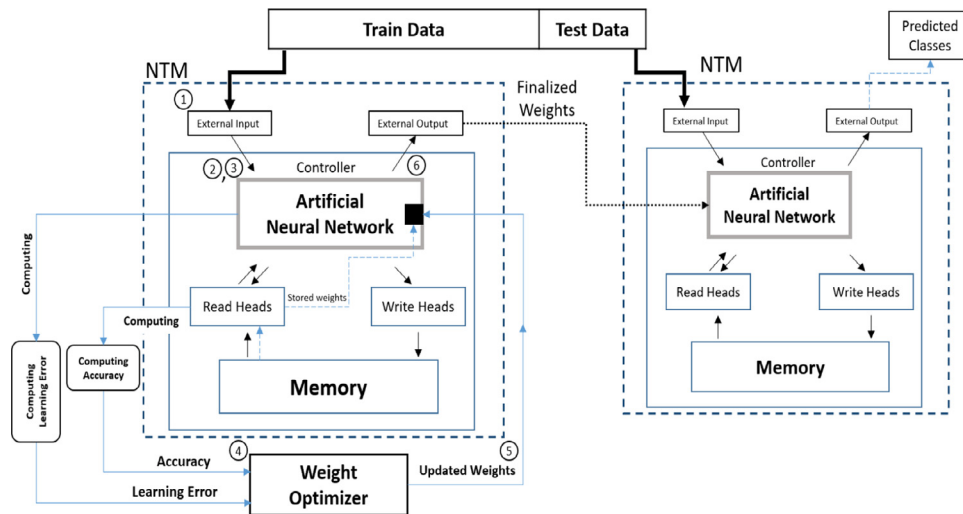 Train Data
Test Data
Predicted
Classes
NTM
NTM
Finalized
Weights
1
External Input
External Output
External Input
External Output
2, 3
Controller
6
Controller
Artificial
Neural Network
Artificial
Neural Network
Computing
Read Heads
Stored weights
Write Heads
Read Heads
Write Heads
Computing
Computing
Learning Error
Computing
Accuracy
Memory
Memory
4
5
Accuracy
Weight
Optimizer
Updated Weights
Learning Error